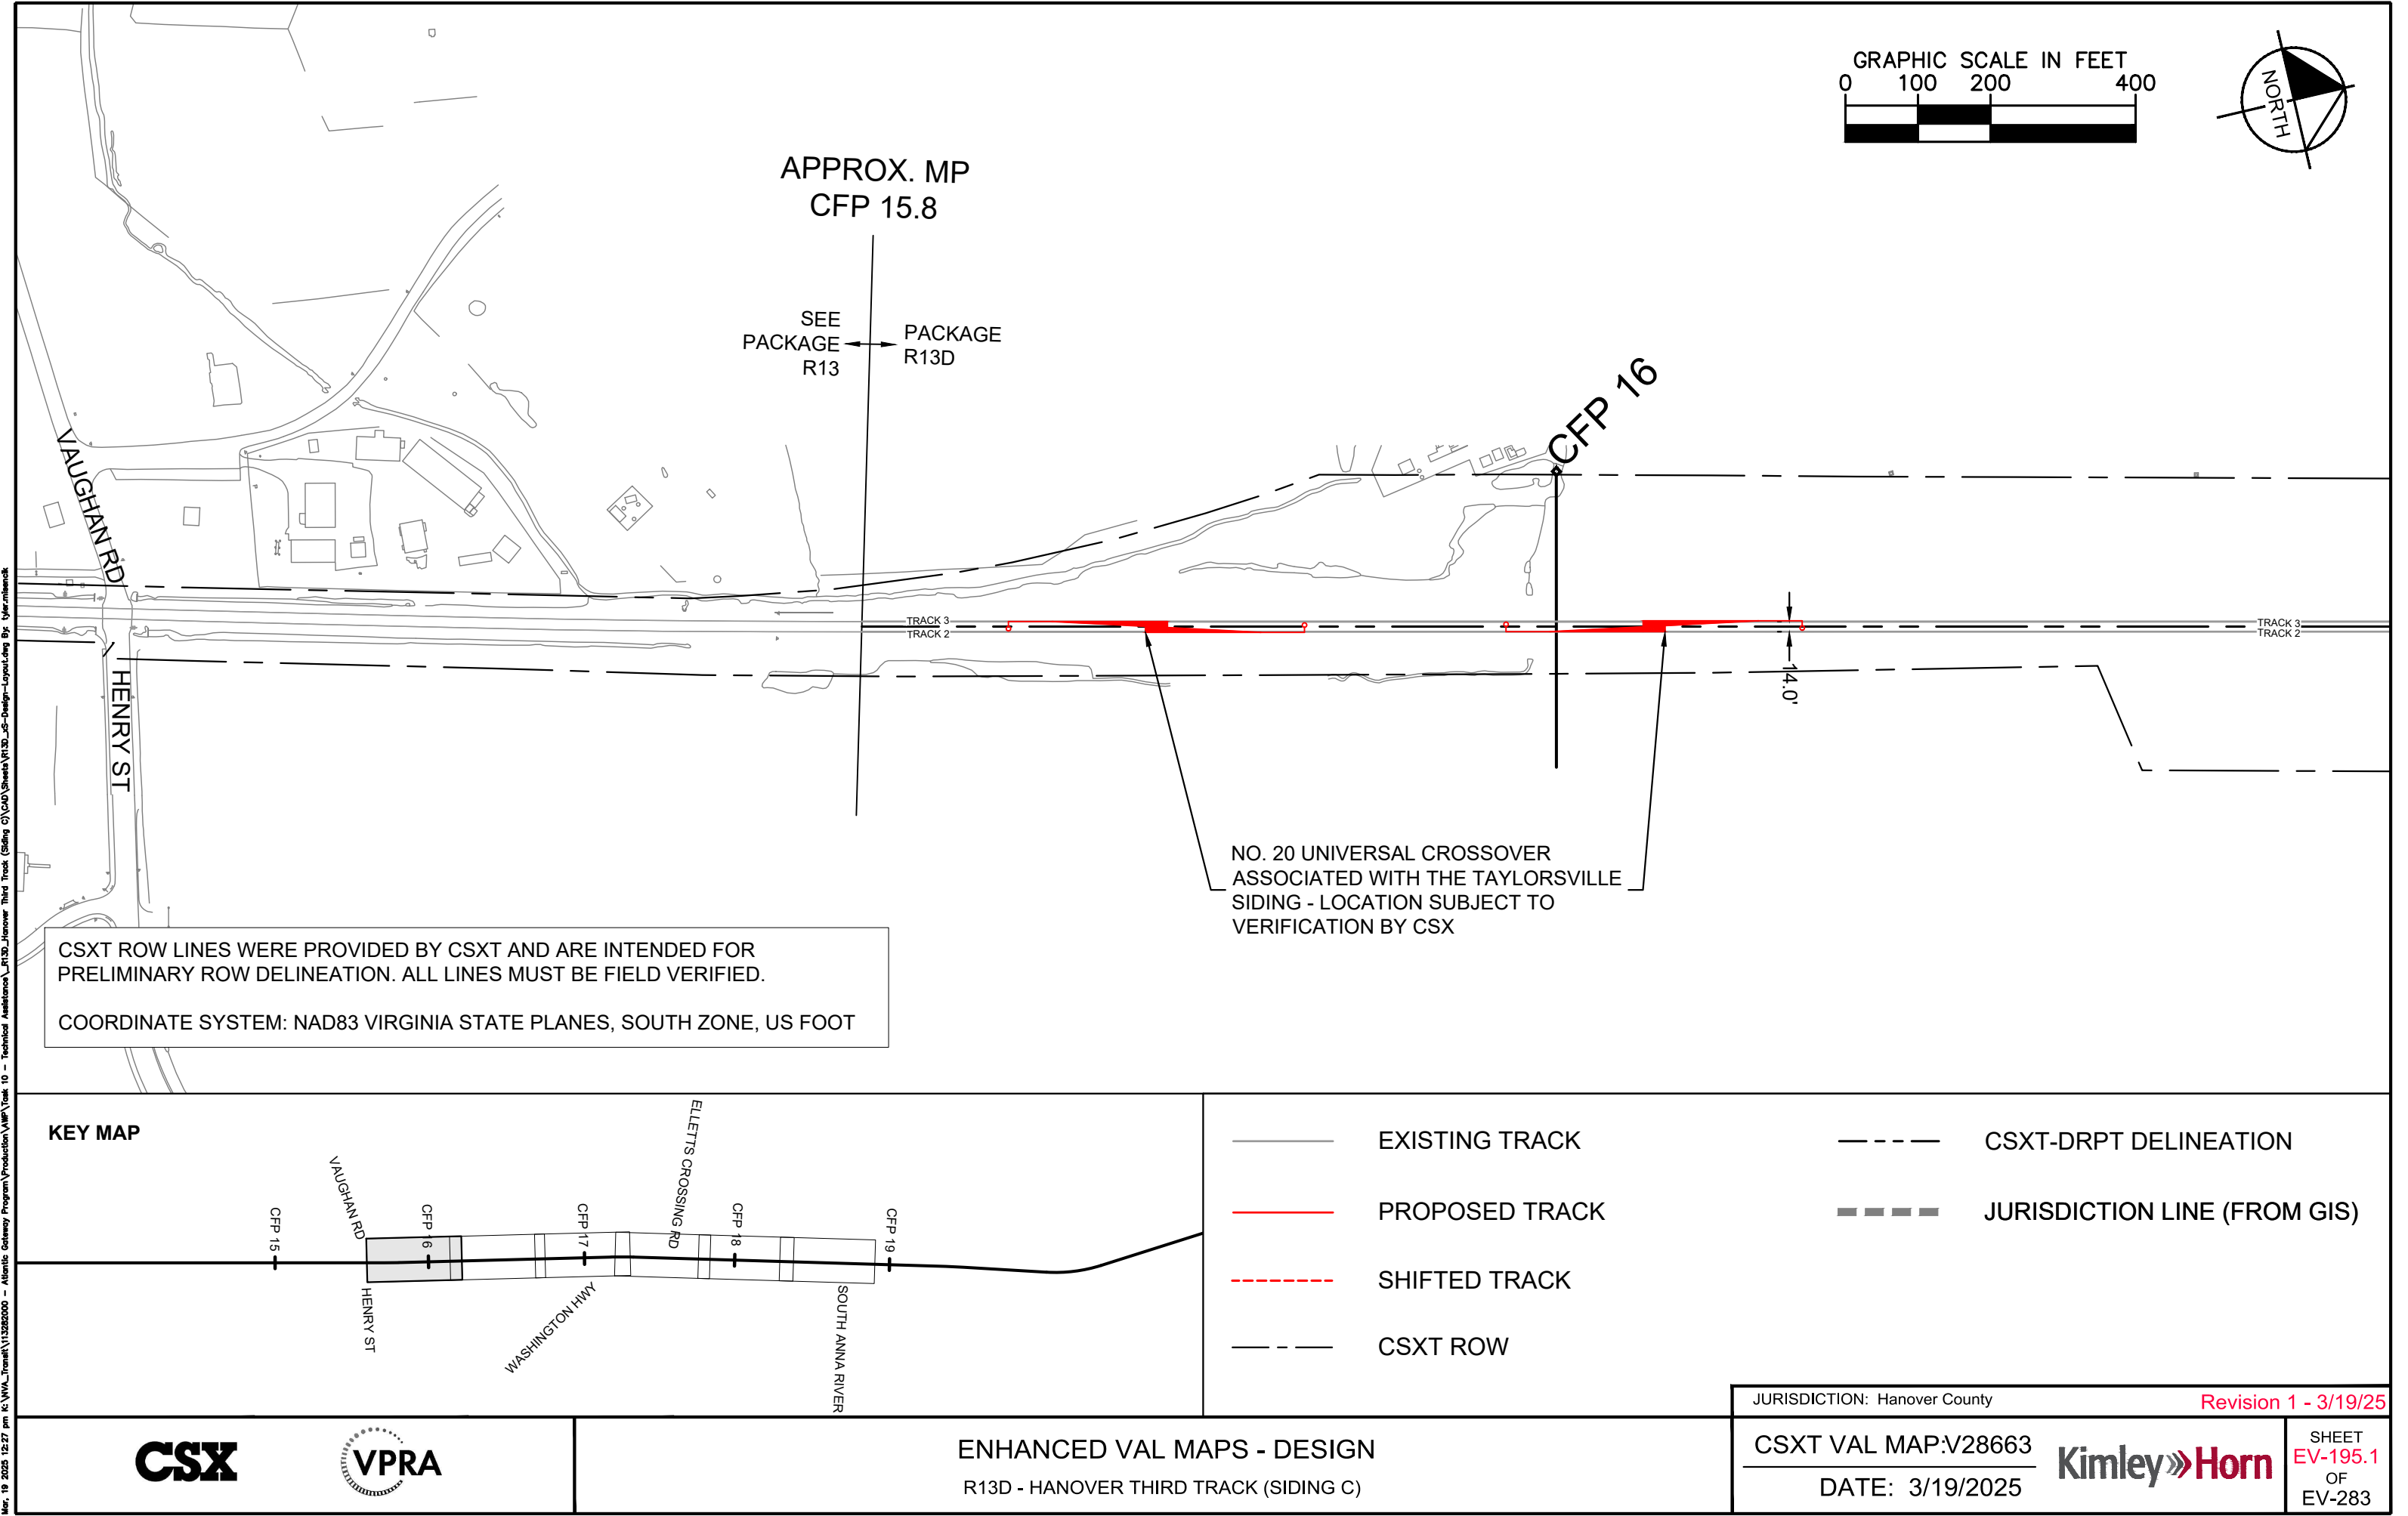 GRAPHIC SCALE IN FEET
0 100 200 400
NORTH
APPROX. MP
CFP 15.8
SEE
PACKAGE
R13
PACKAGE
R13D
CFP 16
VAUGHAN RD
HENRY ST
TRACK 3
TRACK 2
TRACK 3
TRACK 2
14.0'
NO. 20 UNIVERSAL CROSSOVER
ASSOCIATED WITH THE TAYLORSVILLE
SIDING - LOCATION SUBJECT TO
VERIFICATION BY CSX
CSXT ROW LINES WERE PROVIDED BY CSXT AND ARE INTENDED FOR
PRELIMINARY ROW DELINEATION. ALL LINES MUST BE FIELD VERIFIED.
COORDINATE SYSTEM: NAD83 VIRGINIA STATE PLANES, SOUTH ZONE, US FOOT
KEY MAP
CFP 15
VAUGHAN RD
HENRY ST
CFP 16
CFP 17
WASHINGTON HWY
ELLETTS CROSSING RD
CFP 18
SOUTH ANNA RIVER
CFP 19
EXISTING TRACK
PROPOSED TRACK
SHIFTED TRACK
CSXT ROW
CSXT-DRPT DELINEATION
JURISDICTION LINE (FROM GIS)
JURISDICTION: Hanover County
Revision 1 - 3/19/25
CSX
VPRA
ENHANCED VAL MAPS - DESIGN
R13D - HANOVER THIRD TRACK (SIDING C)
CSXT VAL MAP:V28663
DATE: 3/19/2025
Kimley»Horn
SHEET
EV-195.1
OF
EV-283